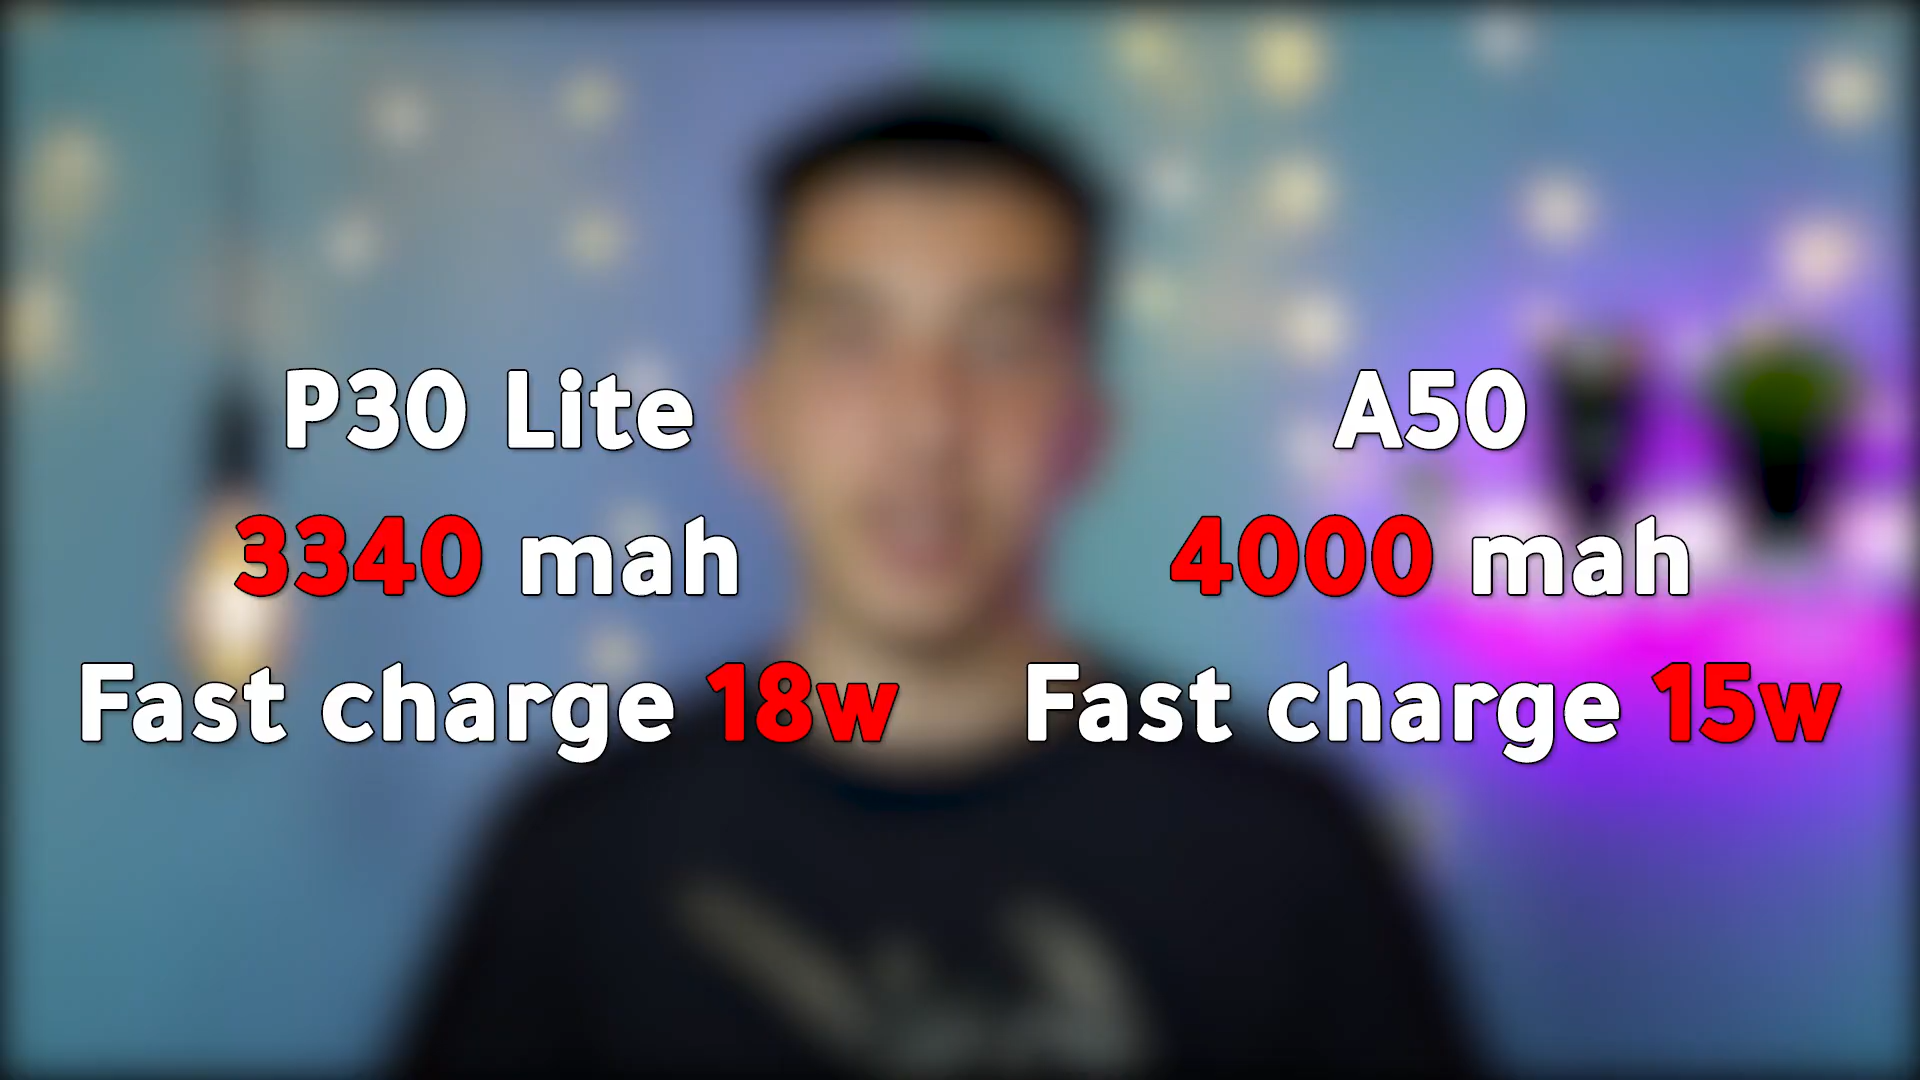 P30 Lite
3340 mah
Fast charge 18w
A50
4000 mah
Fast charge 15w